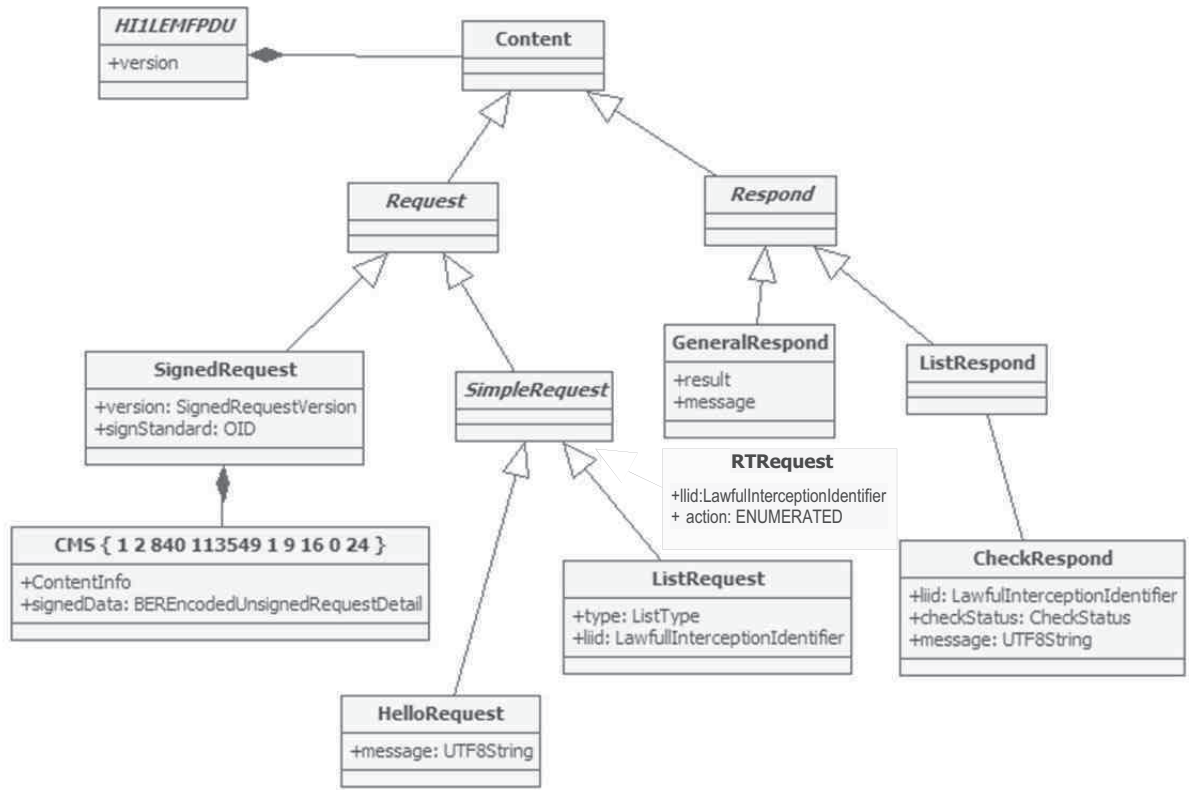 HI1LEMFPDU
+version
Content
Request
Respond
SignedRequest
+version: SignedRequestVersion
+signStandard: OID
SimpleRequest
GeneralRespond
+result
+message
ListRespond
RTRequest
+llid:LawfulInterceptionIdentifier
+ action: ENUMERATED
CMS { 1 2 840 113549 1 9 16 0 24 }
+ContentInfo
+signedData: BEREncodedUnsignedRequestDetail
ListRequest
+type: ListType
+liid: LawfullInterceptionIdentifier
CheckRespond
+liid: LawfulInterceptionIdentifier
+checkStatus: CheckStatus
+message: UTF8String
HelloRequest
+message: UTF8String